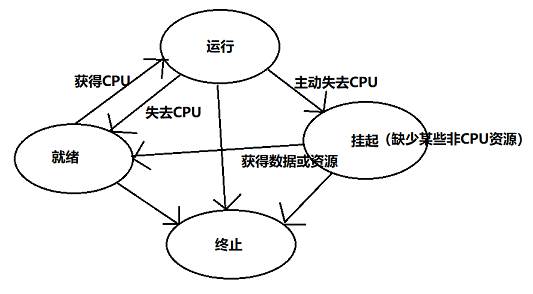 运行
获得CPU
主动失去CPU
失去CPU
挂起（缺少某些非CPU资源）
就绪
获得数据或资源
终止